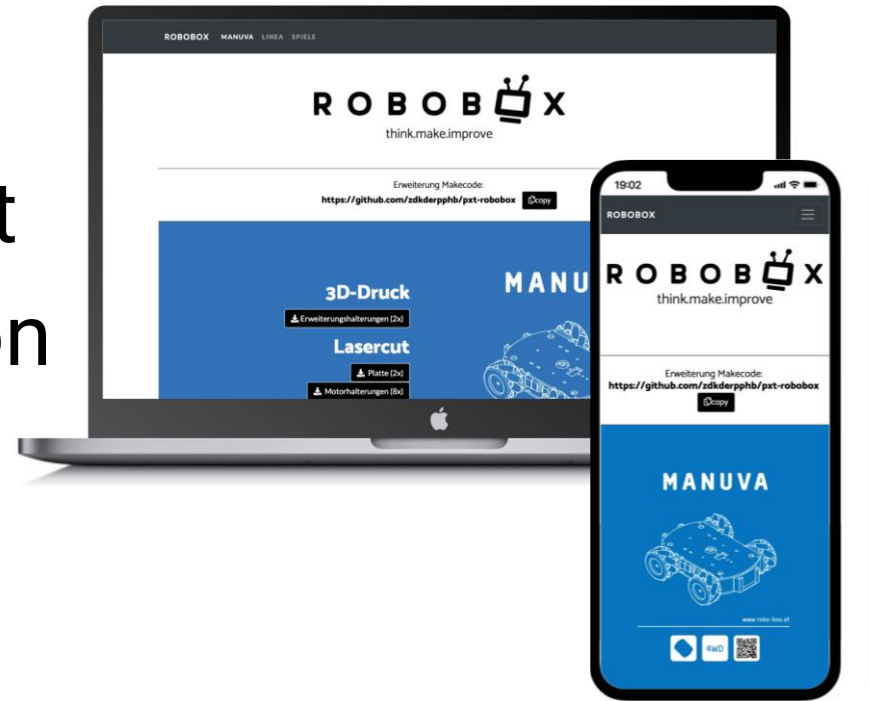 ROBOBOX MANUVA LINEA SPIELE
ROBOBOX
think.make.improve
Erweiterung Makecode:
https://github.com/zdkderpphb/pxt-robobox copy
3D-Druck
Erweiterungshalterungen (2x)
Lasercut
Platte (2x)
Motorhalterungen (8x)
MANU
t
on
19:02
ROBOBOX
ROBOBOX
think.make.improve
Erweiterung Makecode:
https://github.com/zdkderpphb/pxt-robobox
copy
MANUVA
www.robo-box.at
4WD